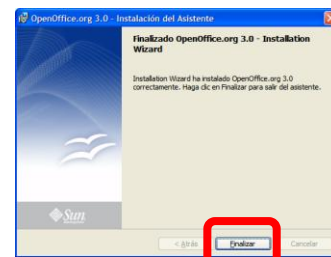 OpenOffice.org 3.0 - Instalación del Asistente
Finalizado OpenOffice.org 3.0 - Installation
Wizard
Installation Wizard ha instalado OpenOffice.org 3.0
correctamente. Haga clic en Finalizar para salir del asistente.
Sun
< Atrás
Finalizar
Cancelar